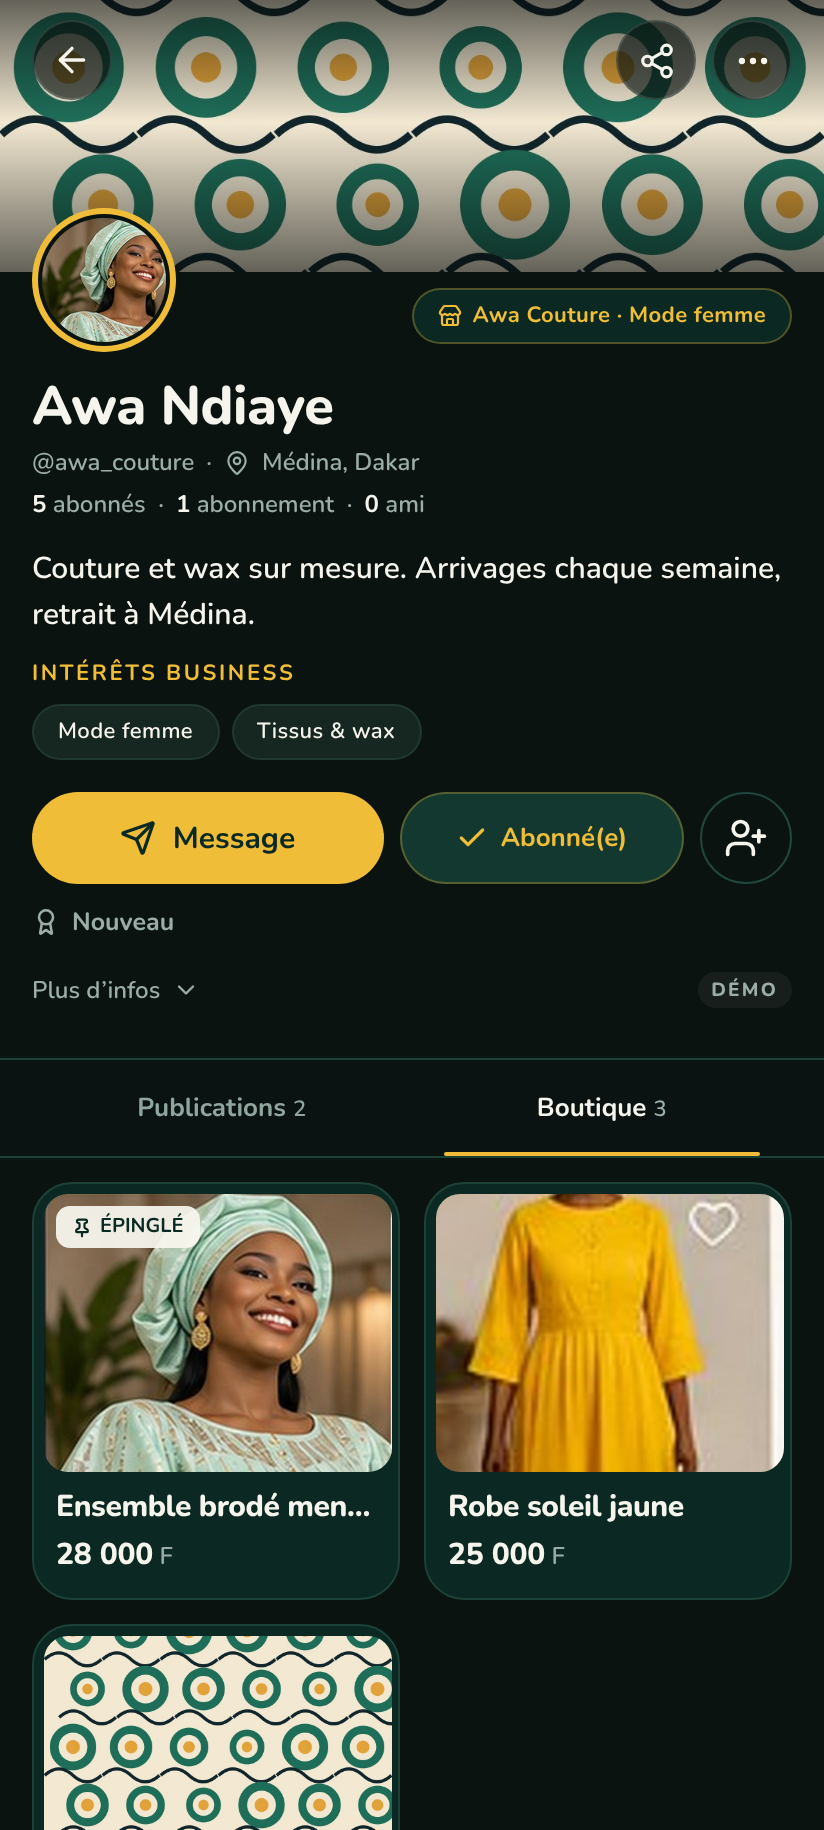 Awa Couture · Mode femme
Awa Ndiaye
@awa_couture · Médina, Dakar
5 abonnés · 1 abonnement · 0 ami
Couture et wax sur mesure. Arrivages chaque semaine,
retrait à Médina.
INTÉRÊTS BUSINESS
Mode femme Tissus & wax
Message Abonné(e)
Nouveau
Plus d’infos DÉMO
Publications 2 Boutique 3
ÉPINGLÉ
Ensemble brodé men...
28 000 F
Robe soleil jaune
25 000 F